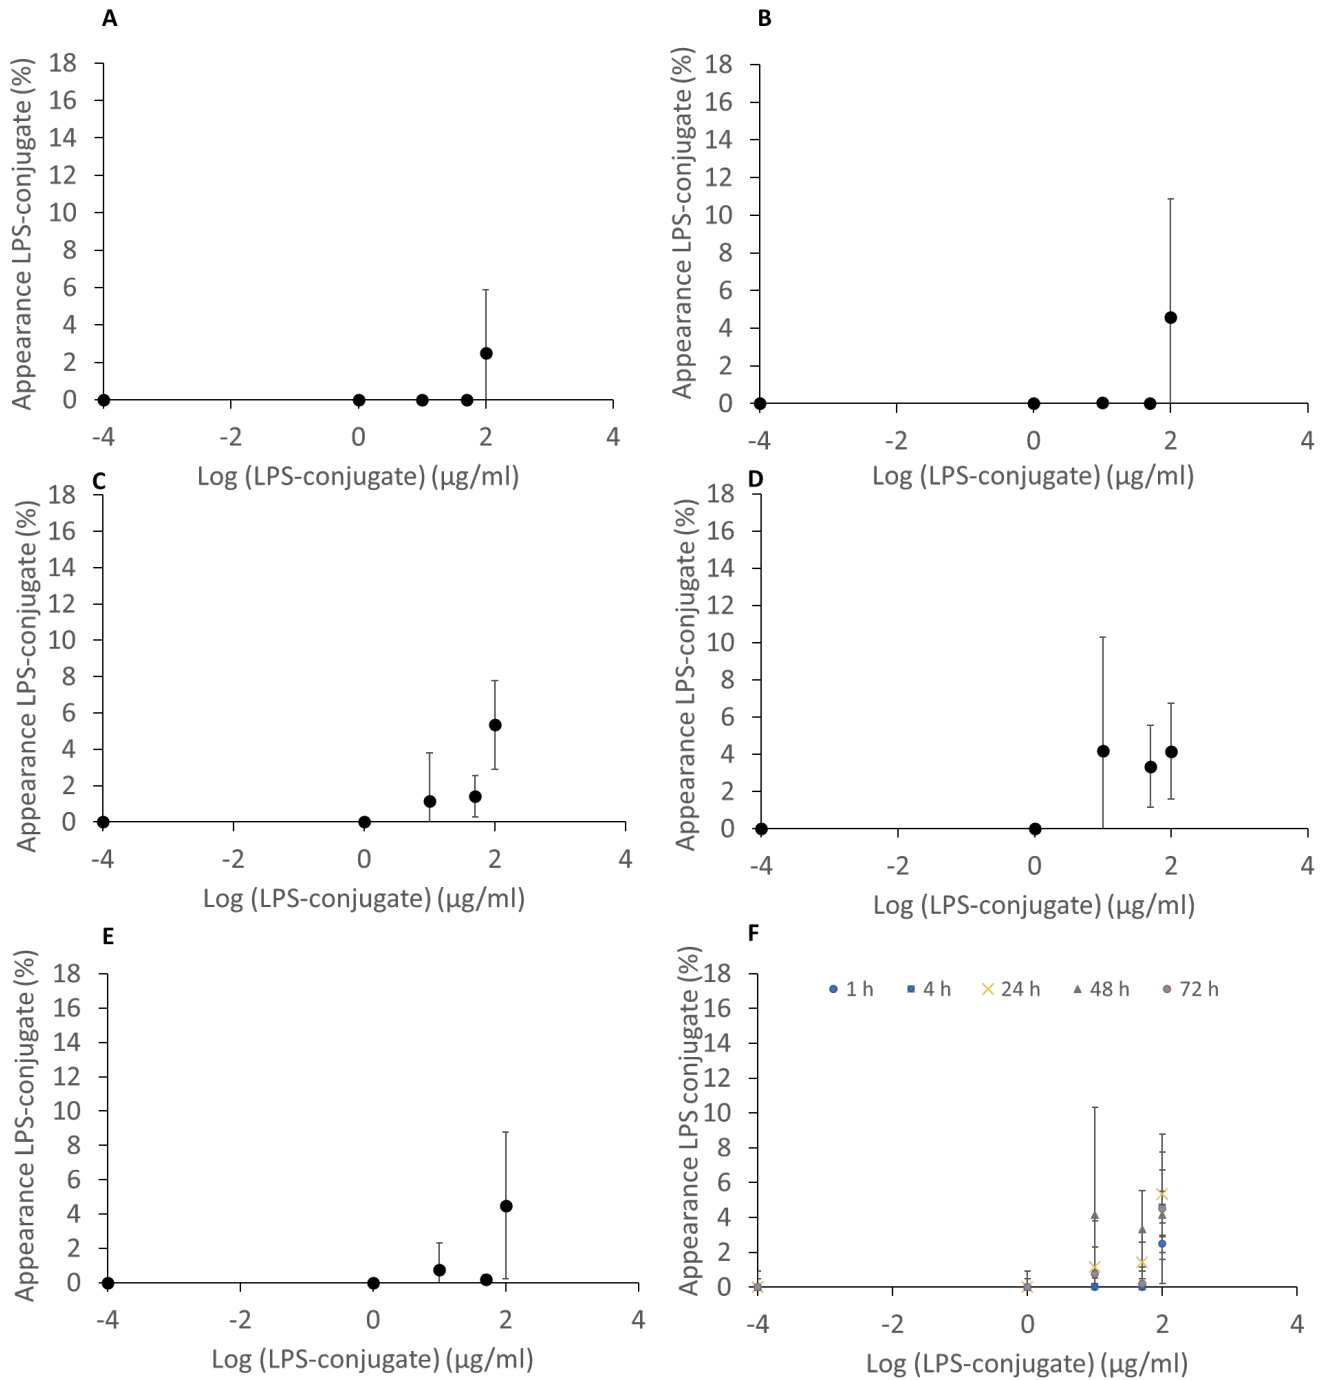 A
Appearance LPS-conjugate (%)
18
16
14
12
10
8
6
4
2
0
-4 -2 0 2 4
Log (LPS-conjugate) (µg/ml)
B
Appearance LPS-conjugate (%)
18
16
14
12
10
8
6
4
2
0
-4 -2 0 2 4
Log (LPS-conjugate) (µg/ml)
C
Appearance LPS-conjugate (%)
18
16
14
12
10
8
6
4
2
0
-4 -2 0 2 4
Log (LPS-conjugate) (µg/ml)
D
Appearance LPS-conjugate (%)
18
16
14
12
10
8
6
4
2
0
-4 -2 0 2 4
Log (LPS-conjugate) (µg/ml)
E
Appearance LPS-conjugate (%)
18
16
14
12
10
8
6
4
2
0
-4 -2 0 2 4
Log (LPS-conjugate) (µg/ml)
F
Appearance LPS conjugate (%)
1 h 4 h 24 h 48 h 72 h
18
16
14
12
10
8
6
4
2
0
-4 -2 0 2 4
Log (LPS-conjugate) (µg/ml)